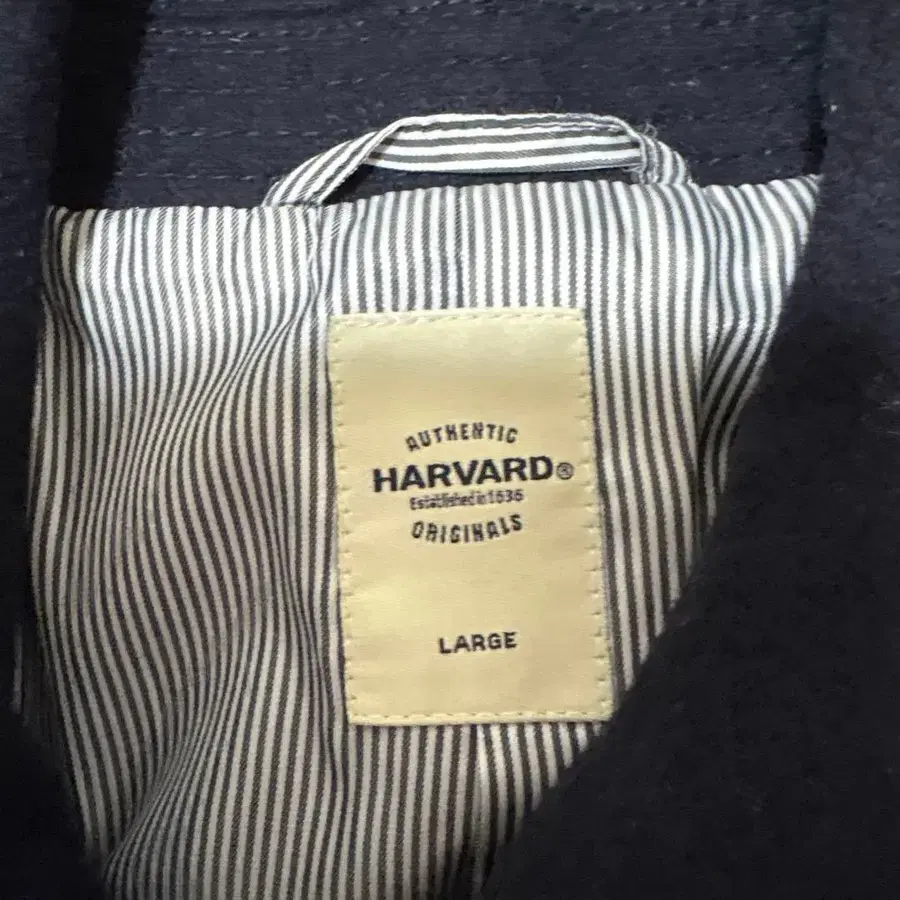 AUTHENTIC
HARVARD®
Established in 1636
ORIGINALS
LARGE